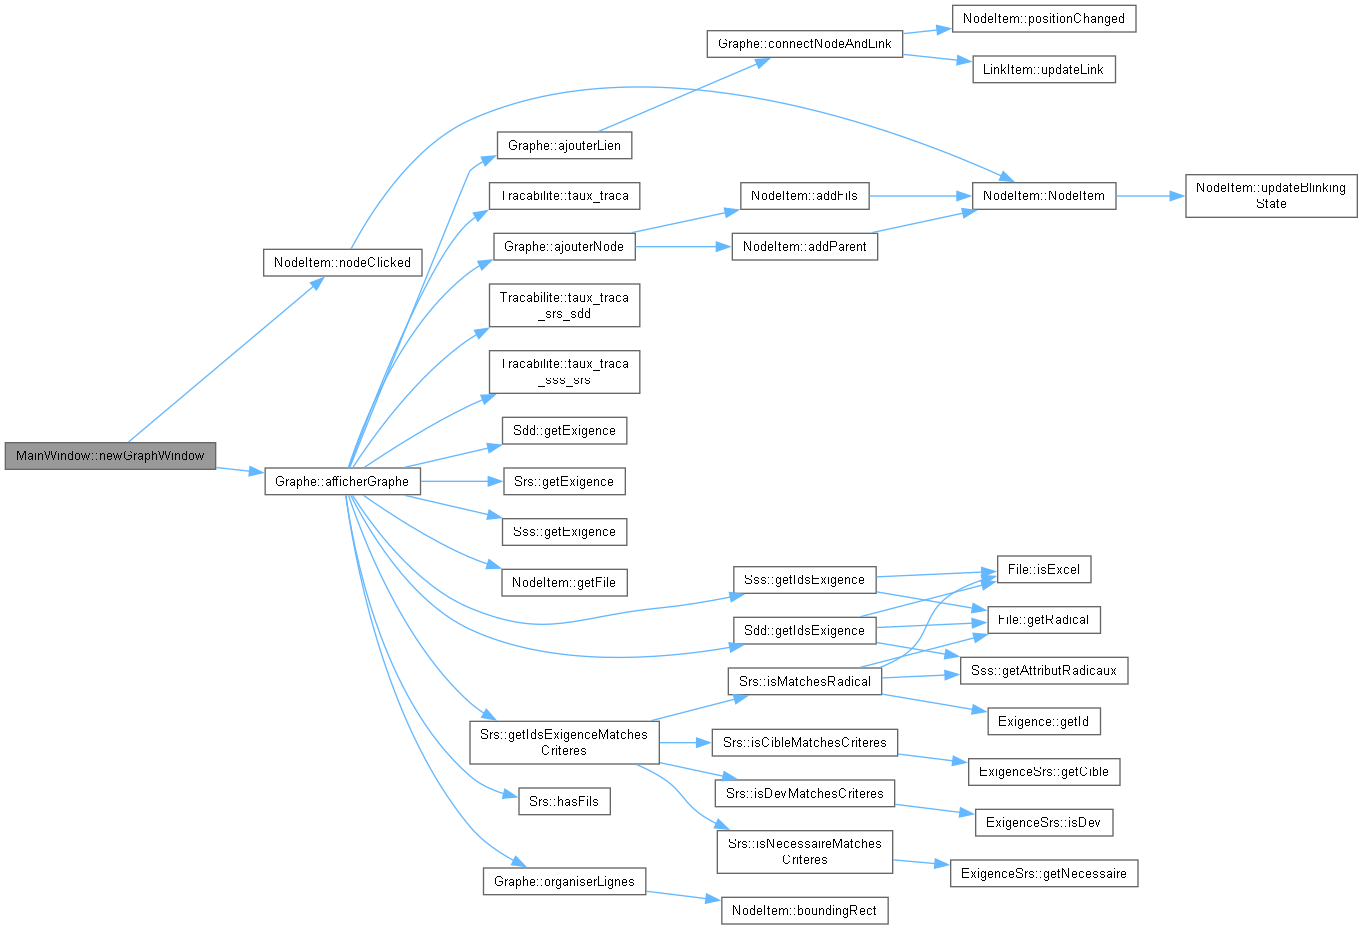 NodeItem::positionChanged
Graphe::connectNodeAndLink
LinkItem::updateLink
Graphe::ajouterLien
Tracabilite::taux_traca
NodeItem::addFils
NodeItem::NodeItem
NodeItem::updateBlinking
State
Graphe::ajouterNode
NodeItem::addParent
NodeItem::nodeClicked
Tracabilite::taux_traca
_srs_sdd
Tracabilite::taux_traca
_sss_srs
Sdd::getExigence
MainWindow::newGraphWindow
Graphe::afficherGraphe
Srs::getExigence
Sss::getExigence
NodeItem::getFile
File::isExcel
Sss::getIdsExigence
File::getRadical
Sdd::getIdsExigence
Sss::getAttributRadicaux
Srs::isMatchesRadical
Exigence::getId
Srs::getIdsExigenceMatches
Criteres
Srs::isCibleMatchesCriteres
ExigenceSrs::getCible
Srs::isDevMatchesCriteres
Srs::hasFils
ExigenceSrs::isDev
Srs::isNecessaireMatches
Criteres
ExigenceSrs::getNecessaire
Graphe::organiserLignes
NodeItem::boundingRect